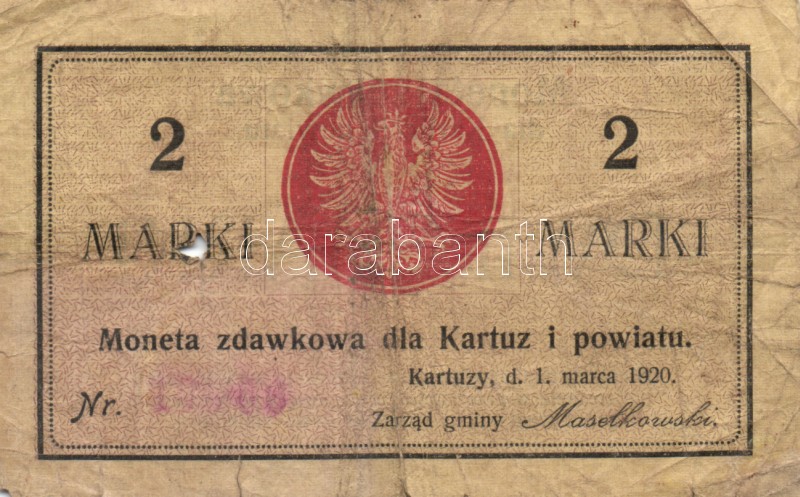 2 2
MARKI MARKI
darabanth
Moneta zdawkowa dla Kartuz i powiatu.
Kartuzy, d. 1. marca 1920.
Nr.
Zarząd gminy Maselkowski.